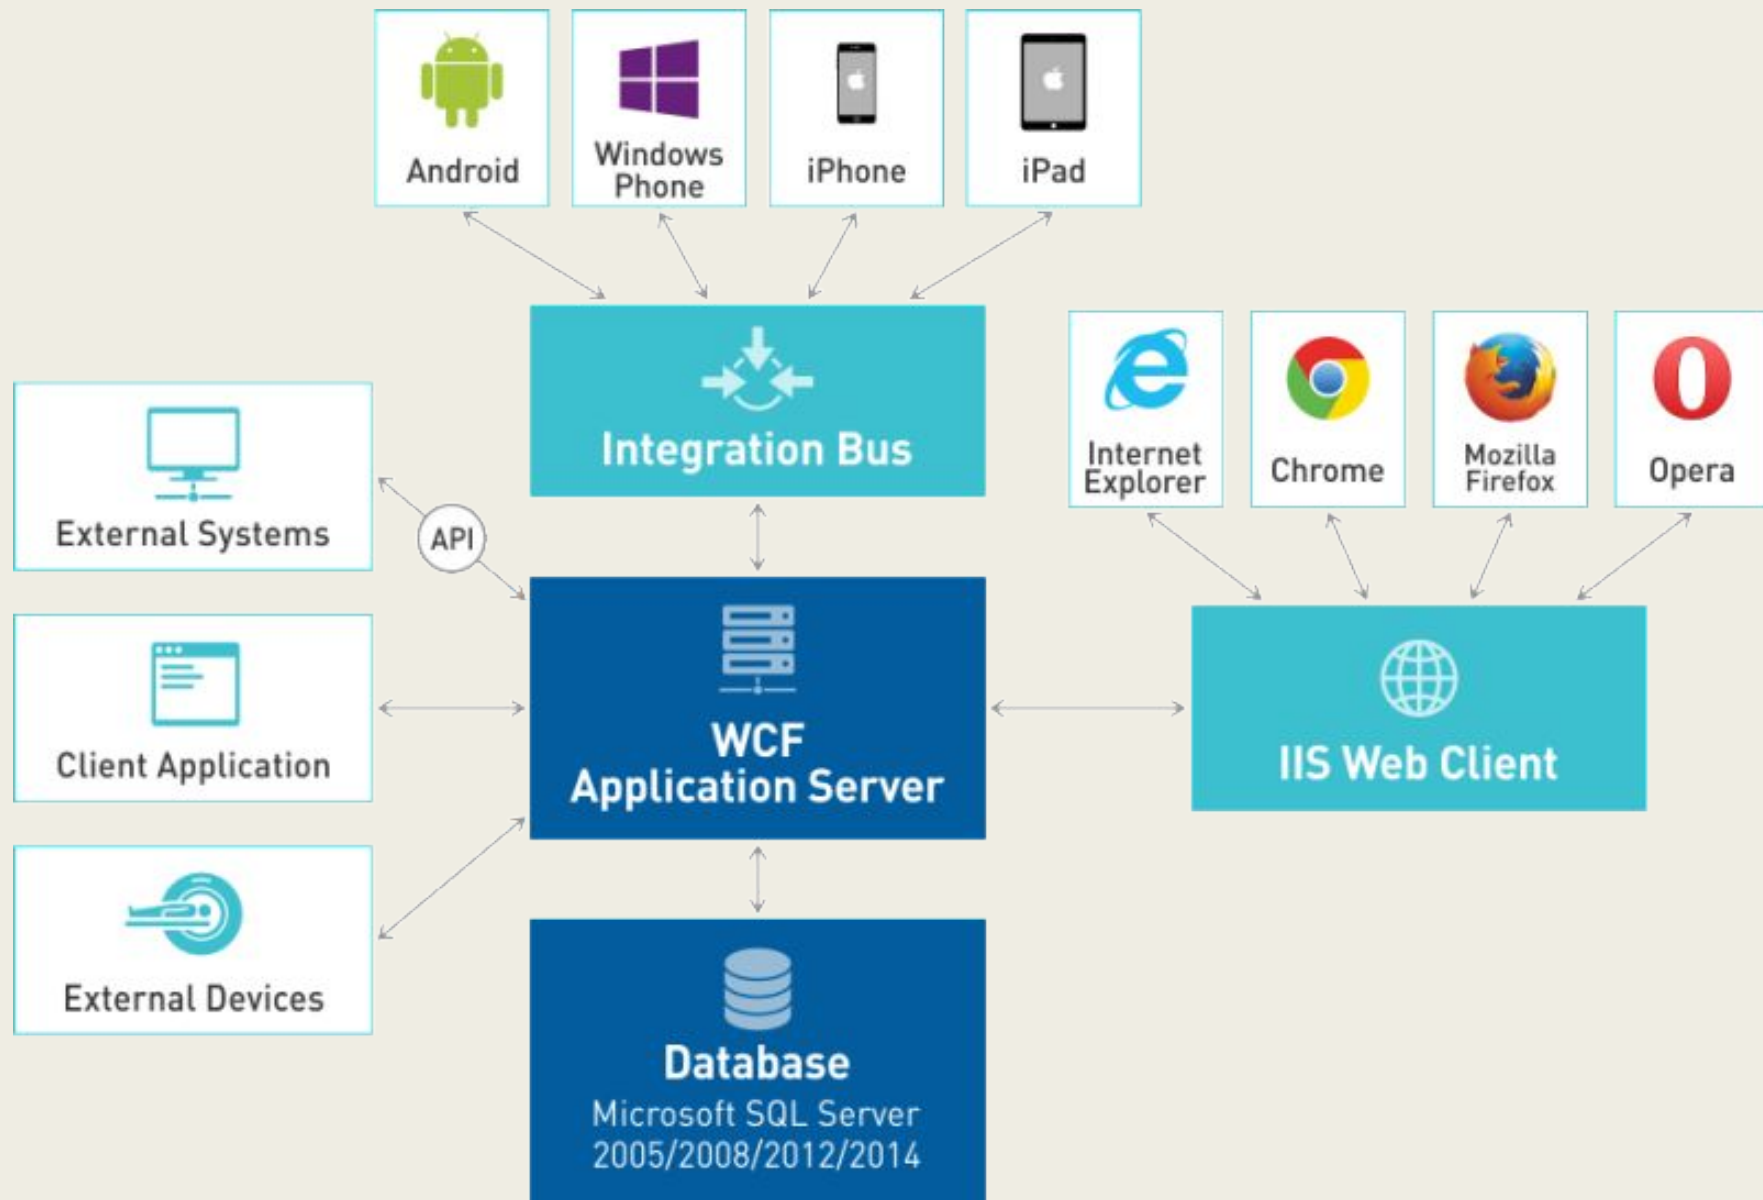 Android
Windows
Phone
iPhone
iPad
Integration Bus
Internet
Explorer
Chrome
Mozilla
Firefox
Opera
External Systems
API
Client Application
WCF
Application Server
IIS Web Client
External Devices
Database
Microsoft SQL Server
2005/2008/2012/2014